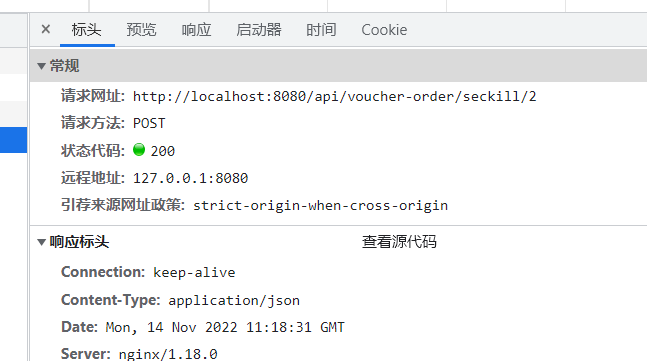 × 标头 预览 响应 启动器 时间 Cookie
▼常规
请求网址: http://localhost:8080/api/voucher-order/seckill/2
请求方法: POST
状态代码: 200
远程地址: 127.0.0.1:8080
引荐来源网址政策: strict-origin-when-cross-origin
▼响应标头 查看源代码
Connection: keep-alive
Content-Type: application/json
Date: Mon, 14 Nov 2022 11:18:31 GMT
Server: nginx/1.18.0